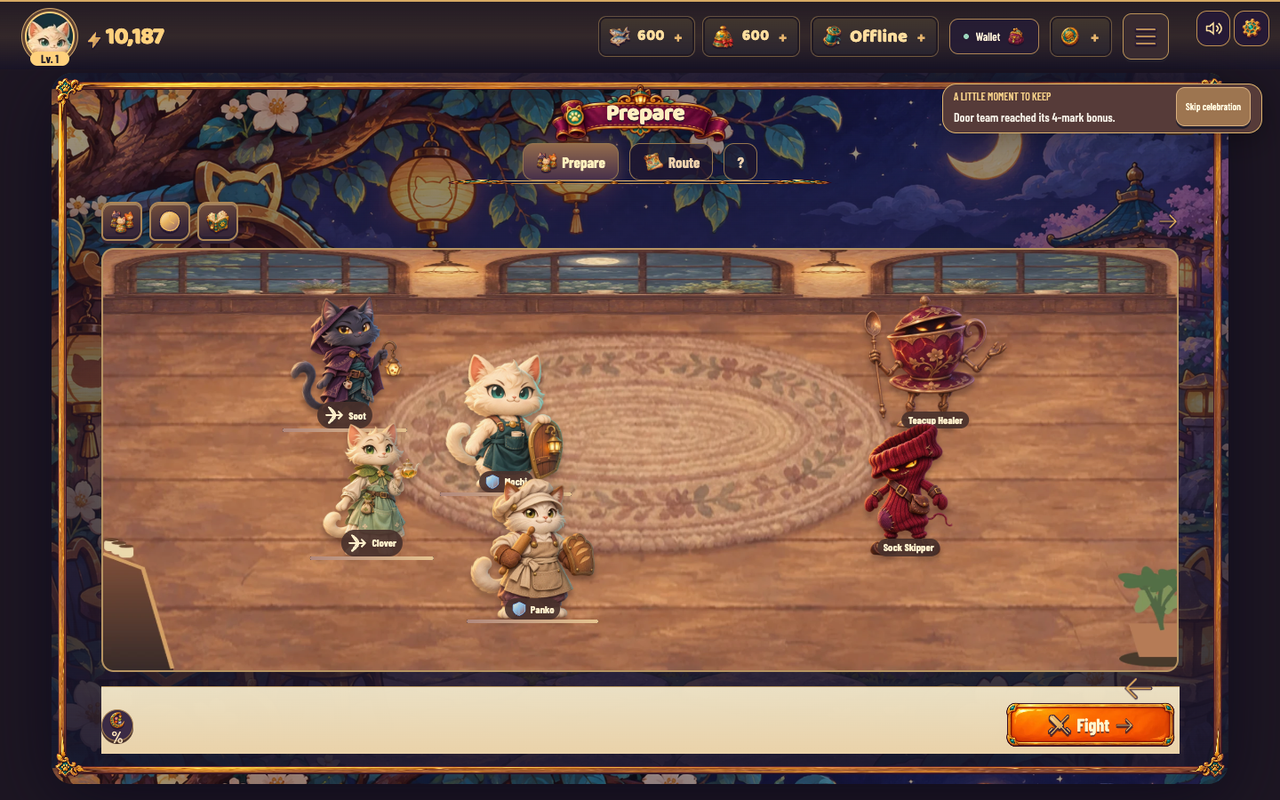 Lv. 1
10,187
600 +
600 +
Offline +
Wallet
+
A LITTLE MOMENT TO KEEP
Door team reached its 4-mark bonus.
Skip celebration
Prepare
Prepare
Route
?
Soot
Teacup Healer
Mochi
Clover
Sock Skipper
Panko
%
Fight →